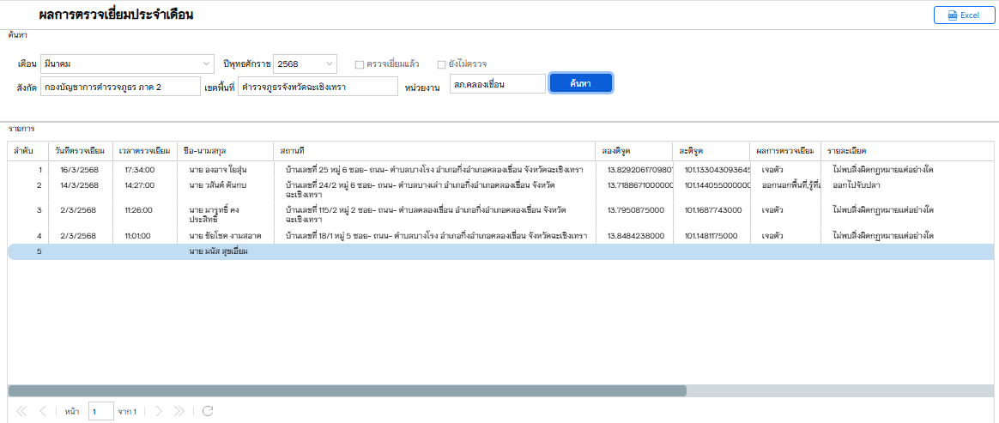 ผลการตรวจเยี่ยมประจำเดือน
Excel
ค้นหา
เดือน มีนาคม ปีพุทธศักราช 2568 ตรวจเยี่ยมแล้ว ยังไม่ตรวจ
สังกัด กองบัญชาการตำรวจภูธร ภาค 2 เขตพื้นที่ ตำรวจภูธรจังหวัดฉะเชิงเทรา หน่วยงาน สภ.คลองเขื่อน ค้นหา
รายการ
ลำดับ วันที่ตรวจเยี่ยม เวลาตรวจเยี่ยม ชื่อ-นามสกุล สถานที่ ลองติจูด ละติจูด ผลการตรวจเยี่ยม รายละเอียด
1 16/3/2568 17:34:00 นาย องอาจ ใยสุ่น บ้านเลขที่ 25 หมู่ 6 ซอย- ถนน- ตำบลบางโรง อำเภอกิ่งอำเภอคลองเขื่อน จังหวัดฉะเชิงเทรา 13.8292061709807 101.133043093645 เจอตัว ไม่พบสิ่งผิดกฎหมายแต่อย่างใด
2 14/3/2568 14:27:00 นาย วสันต์ ตันกบ บ้านเลขที่ 24/2 หมู่ 6 ซอย- ถนน- ตำบลบางเล่า อำเภอกิ่งอำเภอคลองเขื่อน จังหวัด 13.7188671000000 101.144055000000 ออกนอกพื้นที่,รู้ที่อ ออกไปจับปลา
ฉะเชิงเทรา
3 2/3/2568 11:26:00 นาย มารุทธิ์ คง บ้านเลขที่ 115/2 หมู่ 2 ซอย- ถนน- ตำบลคลองเขื่อน อำเภอกิ่งอำเภอคลองเขื่อน จังหวัด 13.7950875000 101.1687743000 เจอตัว ไม่พบสิ่งผิดกฎหมายแต่อย่างใด
ประสิทธิ์ ฉะเชิงเทรา
4 2/3/2568 11:01:00 นาย ชัยโชค งามสอาด บ้านเลขที่ 18/1 หมู่ 5 ซอย- ถนน- ตำบลบางโรง อำเภอกิ่งอำเภอคลองเขื่อน จังหวัดฉะเชิงเทรา 13.8484238000 101.1481175000 เจอตัว ไม่พบสิ่งผิดกฎหมายแต่อย่างใด
5 นาย มนัส สุขเอี่ยม
หน้า 1 จาก 1